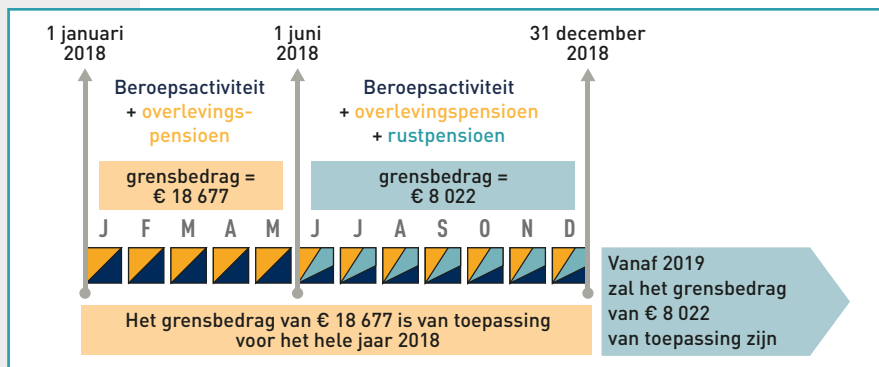 1 januari
2018
1 juni
2018
31 december
2018
Beroepsactiviteit
+ overlevings-
pensioen
Beroepsactiviteit
+ overlevingspensioen
+ rustpensioen
grensbedrag =
€ 18 677
grensbedrag =
€ 8 022
J F M A M J J A S O N D
Het grensbedrag van € 18 677 is van toepassing
voor het hele jaar 2018
Vanaf 2019
zal het grensbedrag
van € 8 022
van toepassing zijn